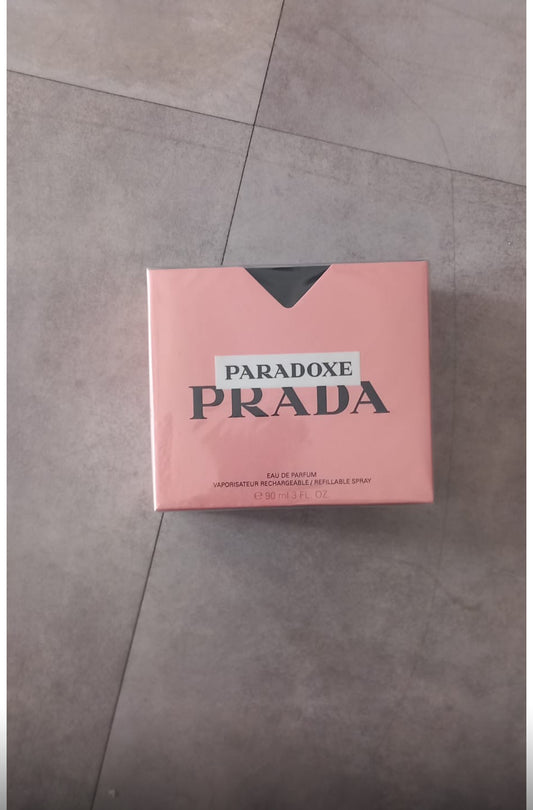 PARADOXE
PRADA
EAU DE PARFUM
VAPORISATEUR RECHARGEABLE / REFILLABLE SPRAY
℮ 90 ml 3 FL. OZ.